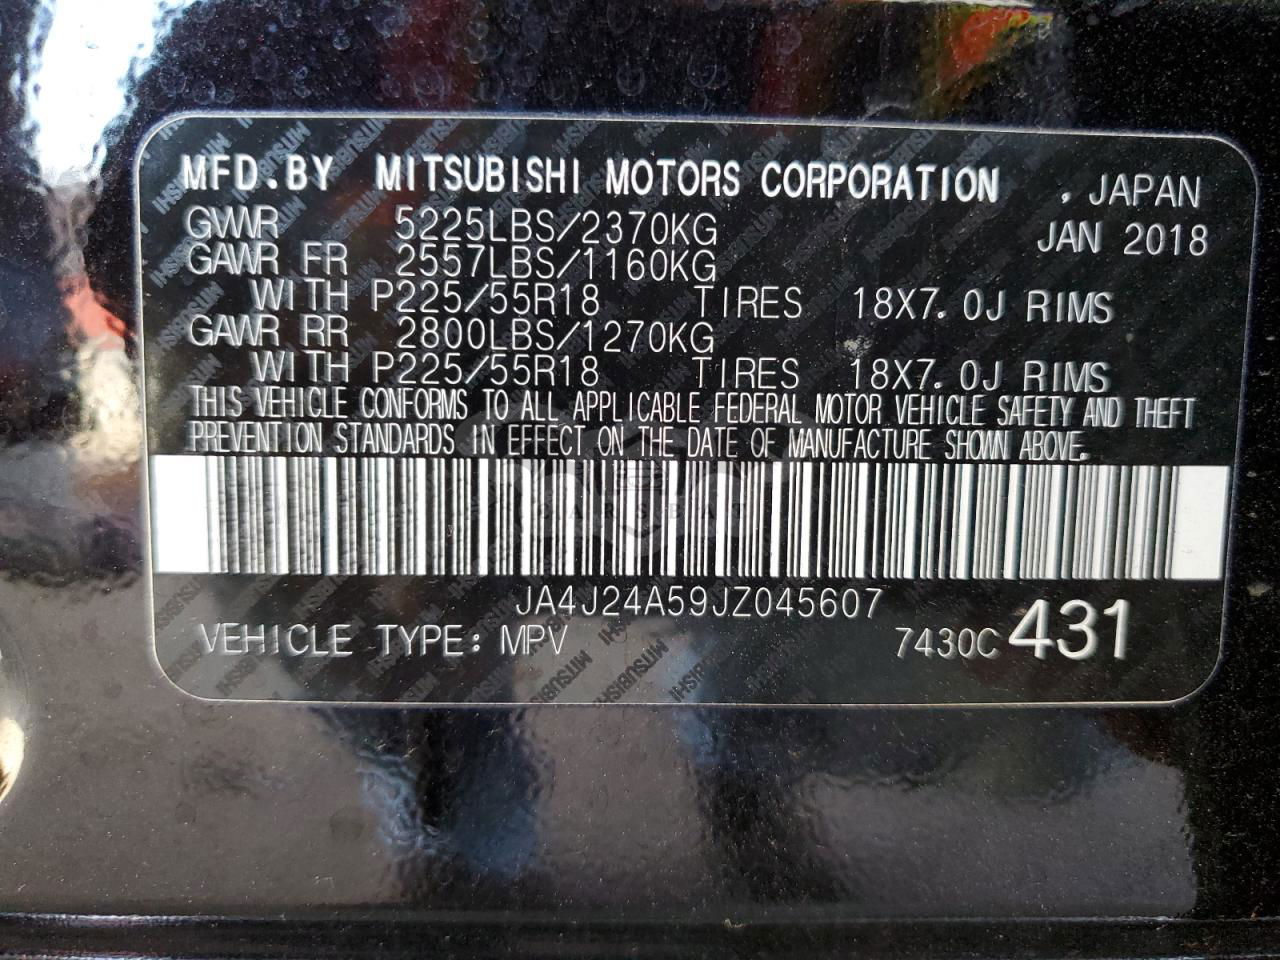 MFD.BY MITSUBISHI MOTORS CORPORATION , JAPAN
GVWR 5225LBS/2370KG JAN 2018
GAWR FR 2557LBS/1160KG
WITH P225/55R18 TIRES 18X7.0J RIMS
GAWR RR 2800LBS/1270KG
WITH P225/55R18 TIRES 18X7.0J RIMS
THIS VEHICLE CONFORMS TO ALL APPLICABLE FEDERAL MOTOR VEHICLE SAFETY AND THEFT
PREVENTION STANDARDS IN EFFECT ON THE DATE OF MANUFACTURE SHOWN ABOVE.
JA4J24A59JZ045607
VEHICLE TYPE: MPV 7430C 431